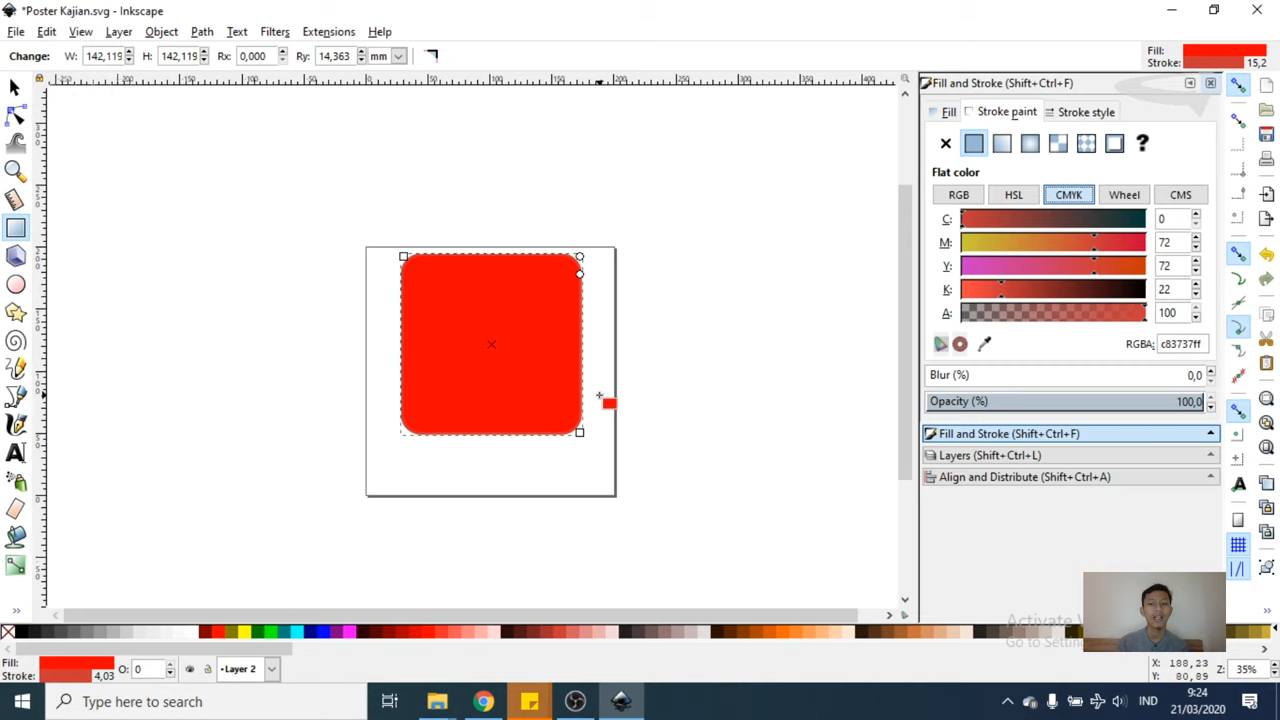 *Poster Kajian.svg - Inkscape
File Edit View Layer Object Path Text Filters Extensions Help
Change: W: 142,119 H: 142,119 Rx: 0,000 Ry: 14,363 mm
Fill:
Stroke: 15,2
Fill and Stroke (Shift+Ctrl+F)
Fill Stroke paint Stroke style
?
Flat color
RGB HSL CMYK Wheel CMS
C: 0
M: 72
Y: 72
K: 22
A: 100
RGBA: c83737ff
Blur (%) 0,0
Opacity (%) 100,0
Fill and Stroke (Shift+Ctrl+F)
Layers (Shift+Ctrl+L)
Align and Distribute (Shift+Ctrl+A)
Go to Setting
Fill:
Stroke: 4,03
O: 0
Layer 2
X: 188,23
Y: 80,89
Z: 35%
Type here to search
IND
9:24
21/03/2020